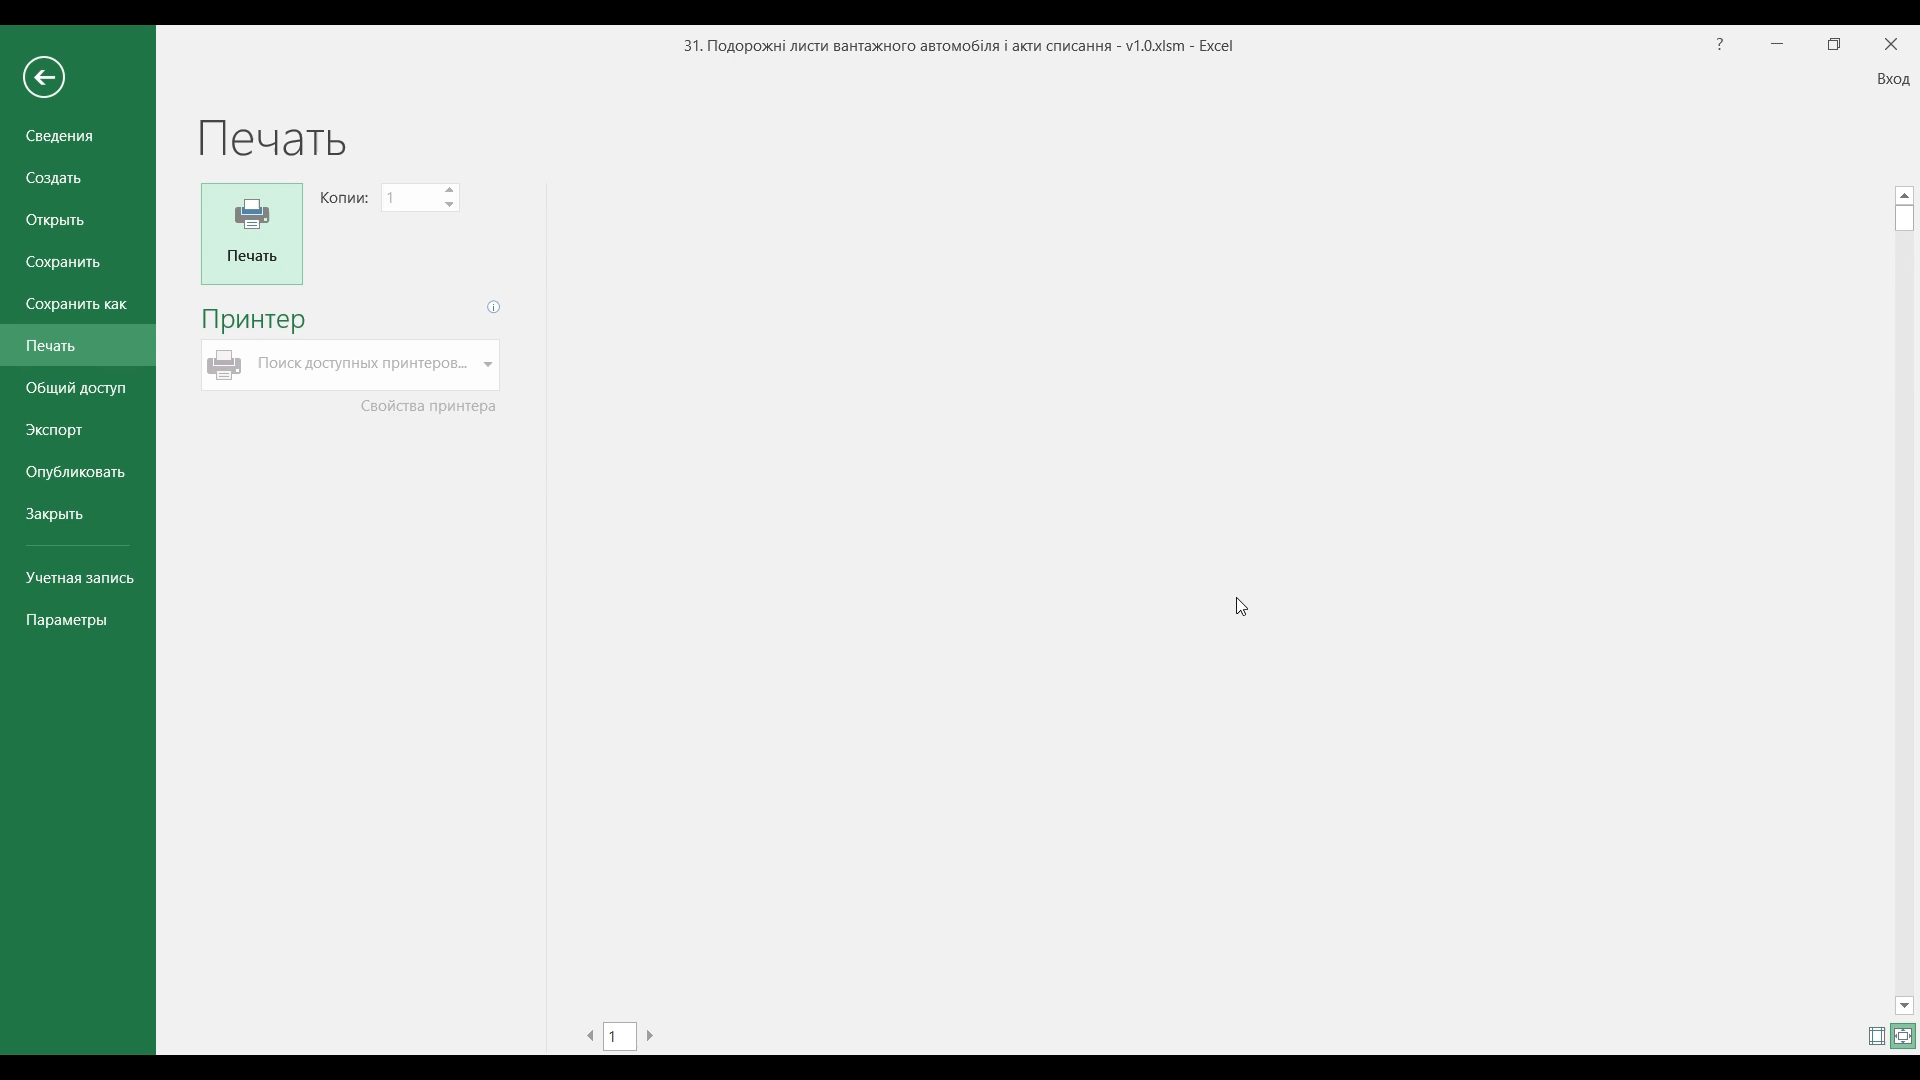 31. Подорожні листи вантажного автомобіля і акти списання - v1.0.xlsm - Excel
?
Вход
Сведения
Создать
Открыть
Сохранить
Сохранить как
Печать
Общий доступ
Экспорт
Опубликовать
Закрыть
Учетная запись
Параметры
Печать
Печать
Копии: 1
Принтер
Поиск доступных принтеров...
Свойства принтера
1